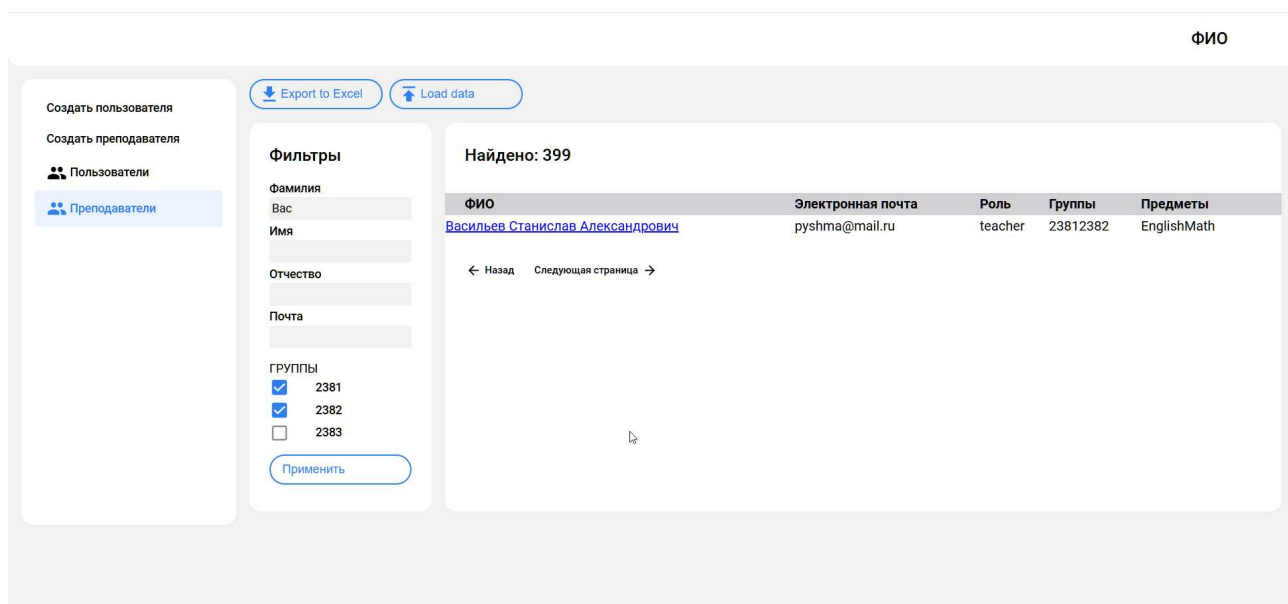 ФИО
Создать пользователя
Создать преподавателя
Пользователи
Преподаватели
Export to Excel
Load data
Фильтры
Фамилия
Вас
Имя
Отчество
Почта
ГРУППЫ
2381
2382
2383
Применить
Найдено: 399
ФИО Электронная почта Роль Группы Предметы
Васильев Станислав Александрович pyshma@mail.ru teacher 23812382 EnglishMath
← Назад Следующая страница →